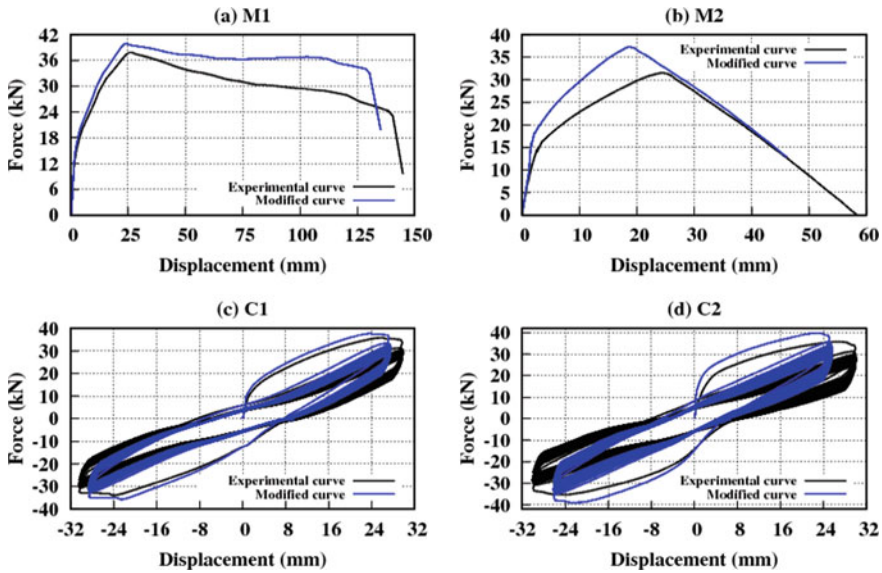 (a) M1
Force (kN)
42
36
30
24
18
12
6
0
Experimental curve
Modified curve
0 25 50 75 100 125 150
Displacement (mm)
(b) M2
Force (kN)
40
35
30
25
20
15
10
5
0
Experimental curve
Modified curve
0 10 20 30 40 50 60
Displacement (mm)
(c) C1
Force (kN)
40
30
20
10
0
-10
-20
-30
-40
Experimental curve
Modified curve
-32 -24 -16 -8 0 8 16 24 32
Displacement (mm)
(d) C2
Force (kN)
40
30
20
10
0
-10
-20
-30
-40
Experimental curve
Modified curve
-32 -24 -16 -8 0 8 16 24 32
Displacement (mm)